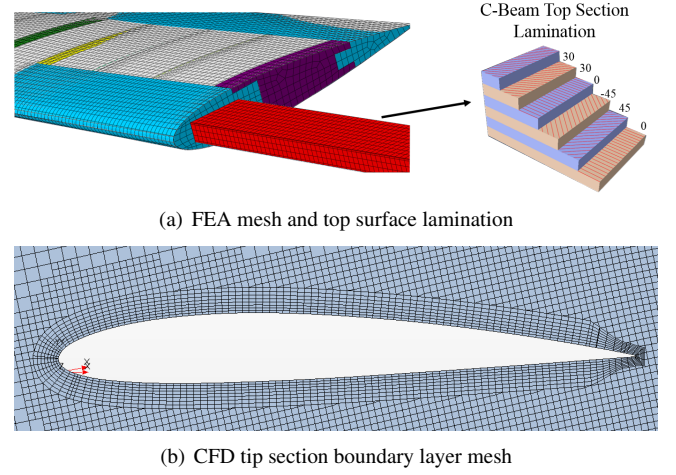 C-Beam Top Section
Lamination
30
30
0
-45
45
0
(a) FEA mesh and top surface lamination
X
X
(b) CFD tip section boundary layer mesh